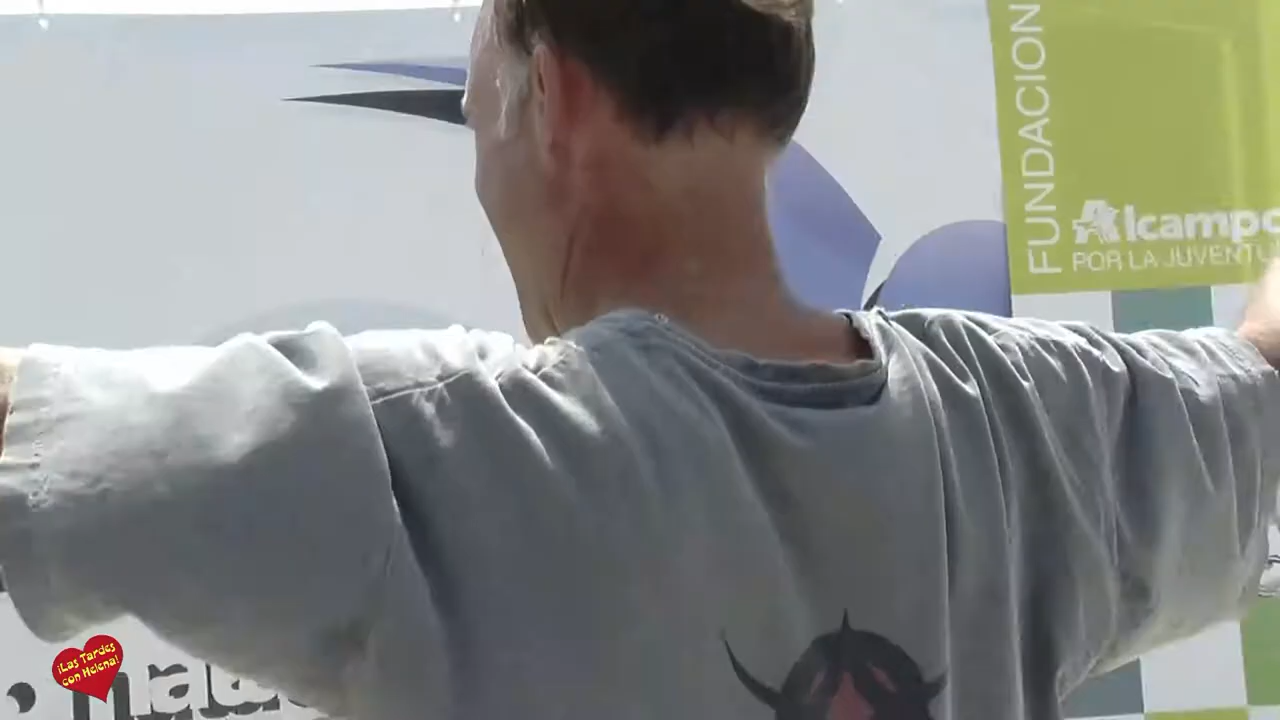 FUNDACION
Alcampo
POR LA JUVENTU
¡Las Tardes
con Helena!